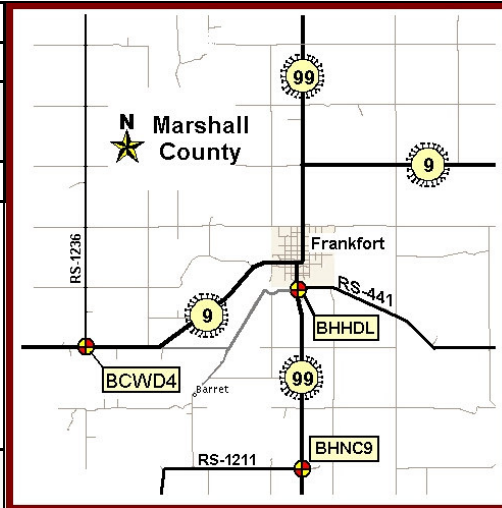 99
N
Marshall
County
9
RS-1236
Frankfort
RS-441
9
BHHDL
BCWD4
99
Barret
BHNC9
RS-1211